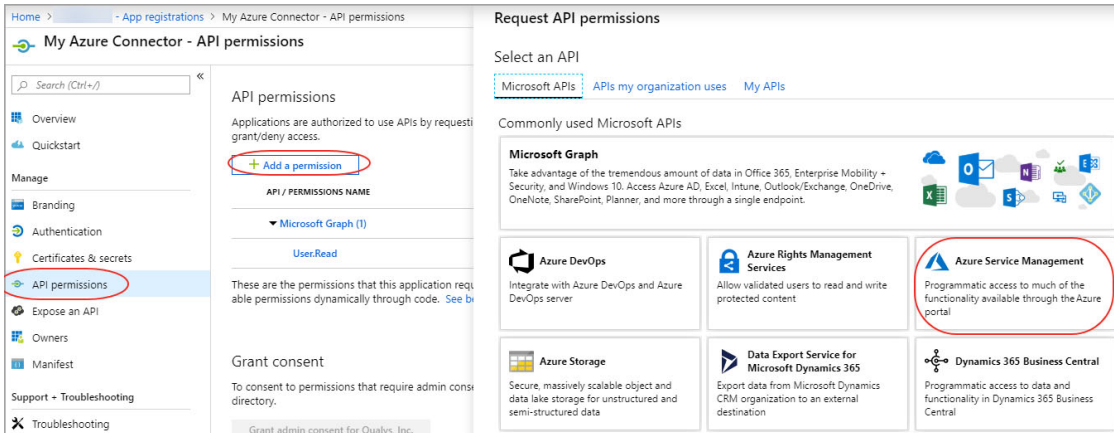 Home > - App registrations > My Azure Connector - API permissions
My Azure Connector - API permissions
Search (Ctrl+/)
«
Overview
Quickstart
Manage
Branding
Authentication
Certificates & secrets
API permissions
Expose an API
Owners
Manifest
Support + Troubleshooting
Troubleshooting
API permissions
Applications are authorized to use APIs by requesti
grant/deny access.
+ Add a permission
API / PERMISSIONS NAME
Microsoft Graph (1)
User.Read
These are the permissions that this application requ
able permissions dynamically through code. See be
Grant consent
To consent to permissions that require admin conse
directory.
Grant admin consent for Qualys, Inc.
Request API permissions
Select an API
Microsoft APIs APIs my organization uses My APIs
Commonly used Microsoft APIs
Microsoft Graph
Take advantage of the tremendous amount of data in Office 365, Enterprise Mobility +
Security, and Windows 10. Access Azure AD, Excel, Intune, Outlook/Exchange, OneDrive,
OneNote, SharePoint, Planner, and more through a single endpoint.
Azure DevOps
Integrate with Azure DevOps and Azure
DevOps server
Azure Rights Management
Services
Allow validated users to read and write
protected content
Azure Service Management
Programmatic access to much of the
functionality available through the Azure
portal
Azure Storage
Secure, massively scalable object and
data lake storage for unstructured and
semi-structured data
Data Export Service for
Microsoft Dynamics 365
Export data from Microsoft Dynamics
CRM organization to an external
destination
Dynamics 365 Business Central
Programmatic access to data and
functionality in Dynamics 365 Business
Central